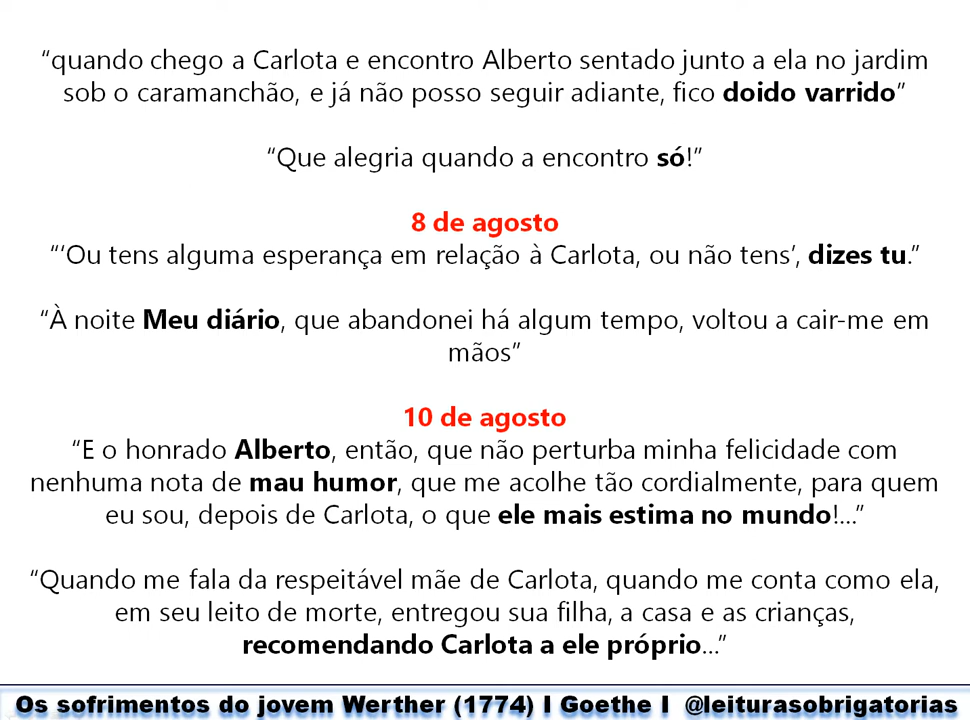 “quando chego a Carlota e encontro Alberto sentado junto a ela no jardim
sob o caramanchão, e já não posso seguir adiante, fico doido varrido”
“Que alegria quando a encontro só!”
8 de agosto
“‘Ou tens alguma esperança em relação à Carlota, ou não tens’, dizes tu.”
“À noite Meu diário, que abandonei há algum tempo, voltou a cair-me em
mãos”
10 de agosto
“E o honrado Alberto, então, que não perturba minha felicidade com
nenhuma nota de mau humor, que me acolhe tão cordialmente, para quem
eu sou, depois de Carlota, o que ele mais estima no mundo!...”
“Quando me fala da respeitável mãe de Carlota, quando me conta como ela,
em seu leito de morte, entregou sua filha, a casa e as crianças,
recomendando Carlota a ele próprio...”
Os sofrimentos do jovem Werther (1774) I Goethe I @leiturasobrigatorias